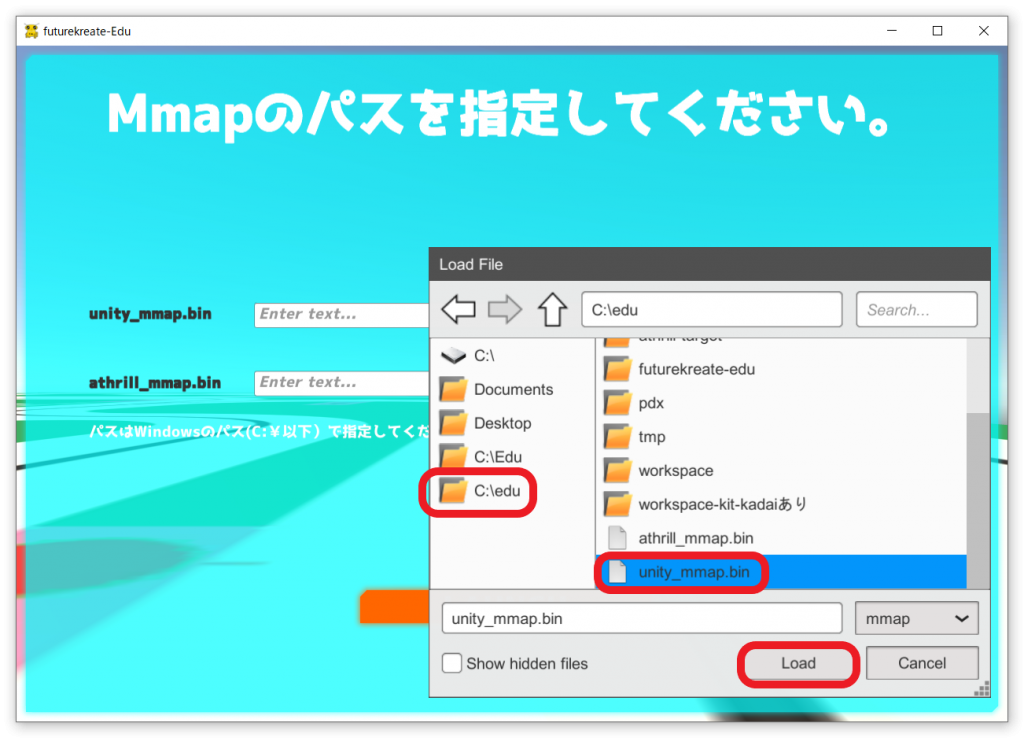 futurekreate-Edu
Mmapのパスを指定してください。
unity_mmap.bin
Enter text...
athrill_mmap.bin
Enter text...
パスはWindowsのパス(C:¥以下）で指定してくだ
Load File
C:\edu
Search...
C:\
Documents
Desktop
C:\Edu
C:\edu
athrill-target
futurekreate-edu
pdx
tmp
workspace
workspace-kit-kadaiあり
athrill_mmap.bin
unity_mmap.bin
unity_mmap.bin
mmap
Show hidden files
Load
Cancel